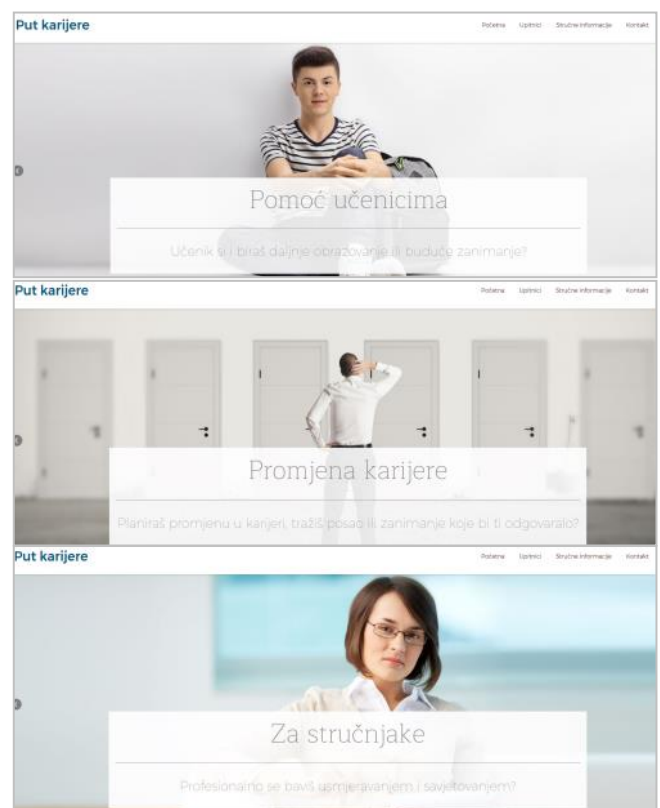 Put karijere
Početna Upitnici Stručne informacije Kontakt
Pomoć učenicima
Učenik si i biraš daljnje obrazovanje ili buduće zanimanje?
Put karijere
Početna Upitnici Stručne informacije Kontakt
Promjena karijere
Planiraš promjenu u karijeri, tražiš posao ili zanimanje koje bi ti odgovaralo?
Put karijere
Početna Upitnici Stručne informacije Kontakt
Za stručnjake
Profesionalno se baviš usmjeravanjem i savjetovanjem?